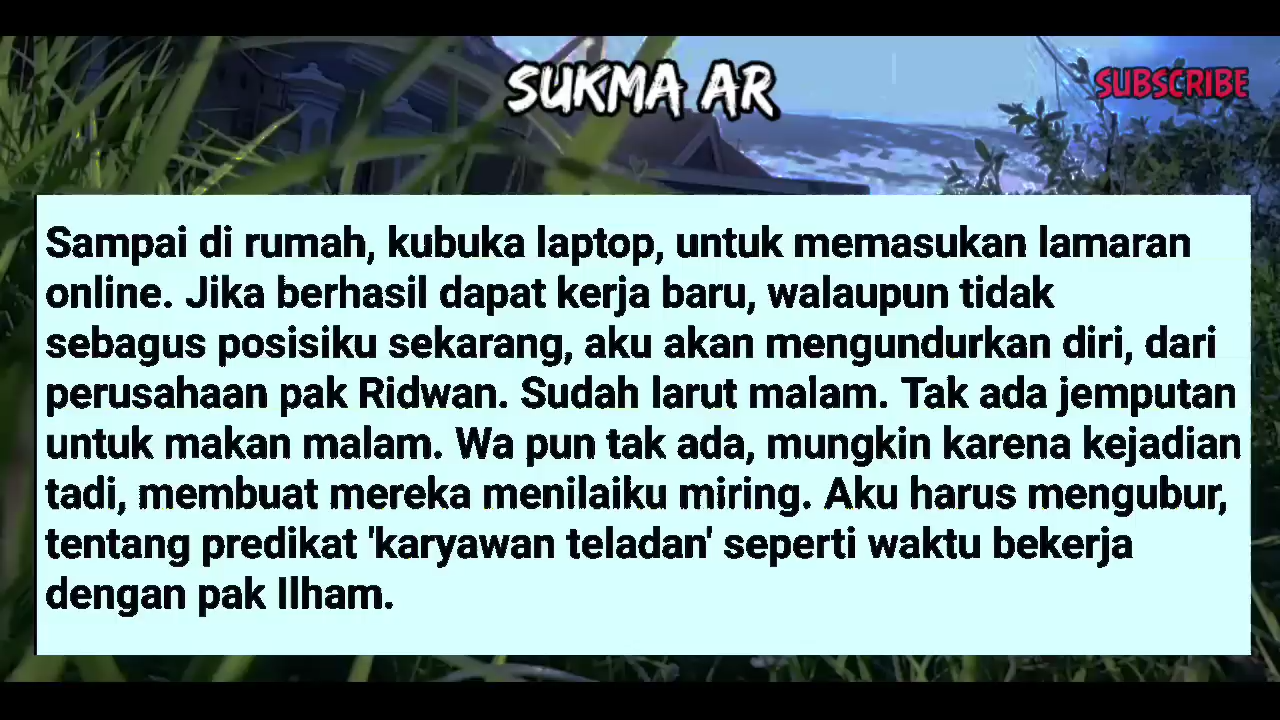 SUKMA AR
SUBSCRIBE
Sampai di rumah, kubuka laptop, untuk memasukan lamaran
online. Jika berhasil dapat kerja baru, walaupun tidak
sebagus posisiku sekarang, aku akan mengundurkan diri, dari
perusahaan pak Ridwan. Sudah larut malam. Tak ada jemputan
untuk makan malam. Wa pun tak ada, mungkin karena kejadian
tadi, membuat mereka menilaiku miring. Aku harus mengubur,
tentang predikat 'karyawan teladan' seperti waktu bekerja
dengan pak Ilham.